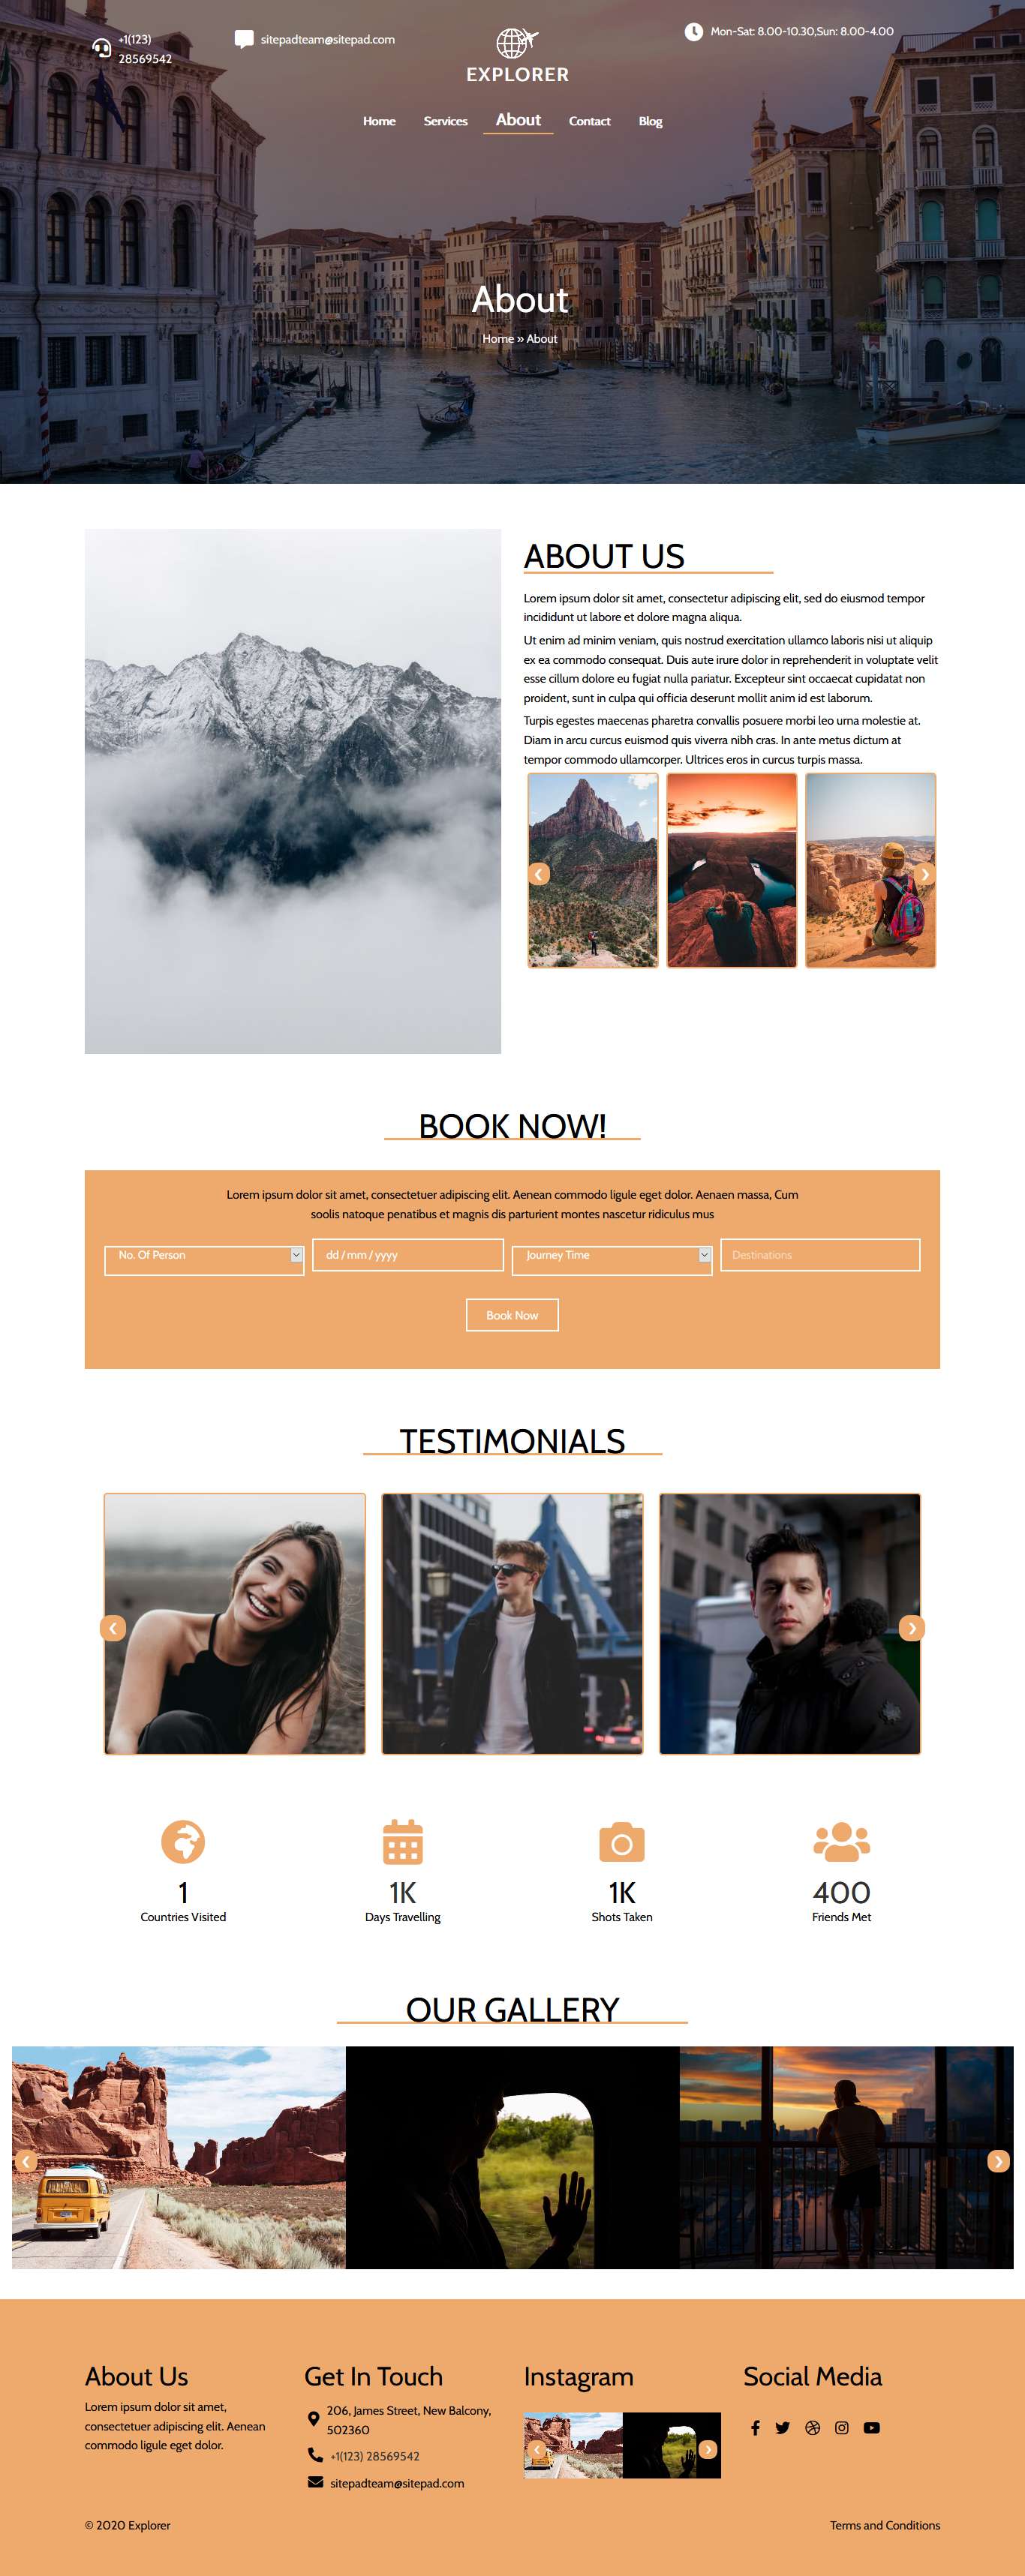 +1(123)
28569542
sitepadteam@sitepad.com
EXPLORER
Mon-Sat: 8.00-10.30,Sun: 8.00-4.00
Home Services About Contact Blog
About
Home » About
ABOUT US
Lorem ipsum dolor sit amet, consectetur adipiscing elit, sed do eiusmod tempor
incididunt ut labore et dolore magna aliqua.
Ut enim ad minim veniam, quis nostrud exercitation ullamco laboris nisi ut aliquip
ex ea commodo consequat. Duis aute irure dolor in reprehenderit in voluptate velit
esse cillum dolore eu fugiat nulla pariatur. Excepteur sint occaecat cupidatat non
proident, sunt in culpa qui officia deserunt mollit anim id est laborum.
Turpis egestes maecenas pharetra convallis posuere morbi leo urna molestie at.
Diam in arcu curcus euismod quis viverra nibh cras. In ante metus dictum at
tempor commodo ullamcorper. Ultrices eros in curcus turpis massa.
BOOK NOW!
Lorem ipsum dolor sit amet, consectetuer adipiscing elit. Aenean commodo ligule eget dolor. Aenaen massa, Cum
soolis natoque penatibus et magnis dis parturient montes nascetur ridiculus mus
No. Of Person
dd / mm / yyyy
Journey Time
Destinations
Book Now
TESTIMONIALS
1
Countries Visited
1K
Days Travelling
1K
Shots Taken
400
Friends Met
OUR GALLERY
About Us
Lorem ipsum dolor sit amet,
consectetuer adipiscing elit. Aenean
commodo ligule eget dolor.
Get In Touch
206, James Street, New Balcony,
502360
+1(123) 28569542
sitepadteam@sitepad.com
Instagram
Social Media
© 2020 Explorer
Terms and Conditions